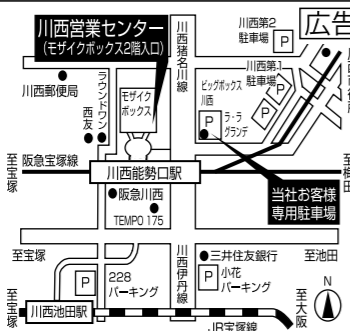 川西営業センター
(モザイクボックス2階入口)
川西猪名川線
川西第2
駐車場
P
広告
川西郵便局
ラウンドワン
西友
モザイク
ボックス
ビッグボックス
川西
川西第1
駐車場
P
P
P
ラ・ラ
グランデ
至宝塚
阪急宝塚線
川西能勢口駅
至梅田
阪急川西
TEMPO 175
当社お客様
専用駐車場
至宝塚
川西伊丹線
至池田
三井住友銀行
P
228
パーキング
P
小花
パーキング
至宝塚
川西池田駅
JR宝塚線
至大阪
N